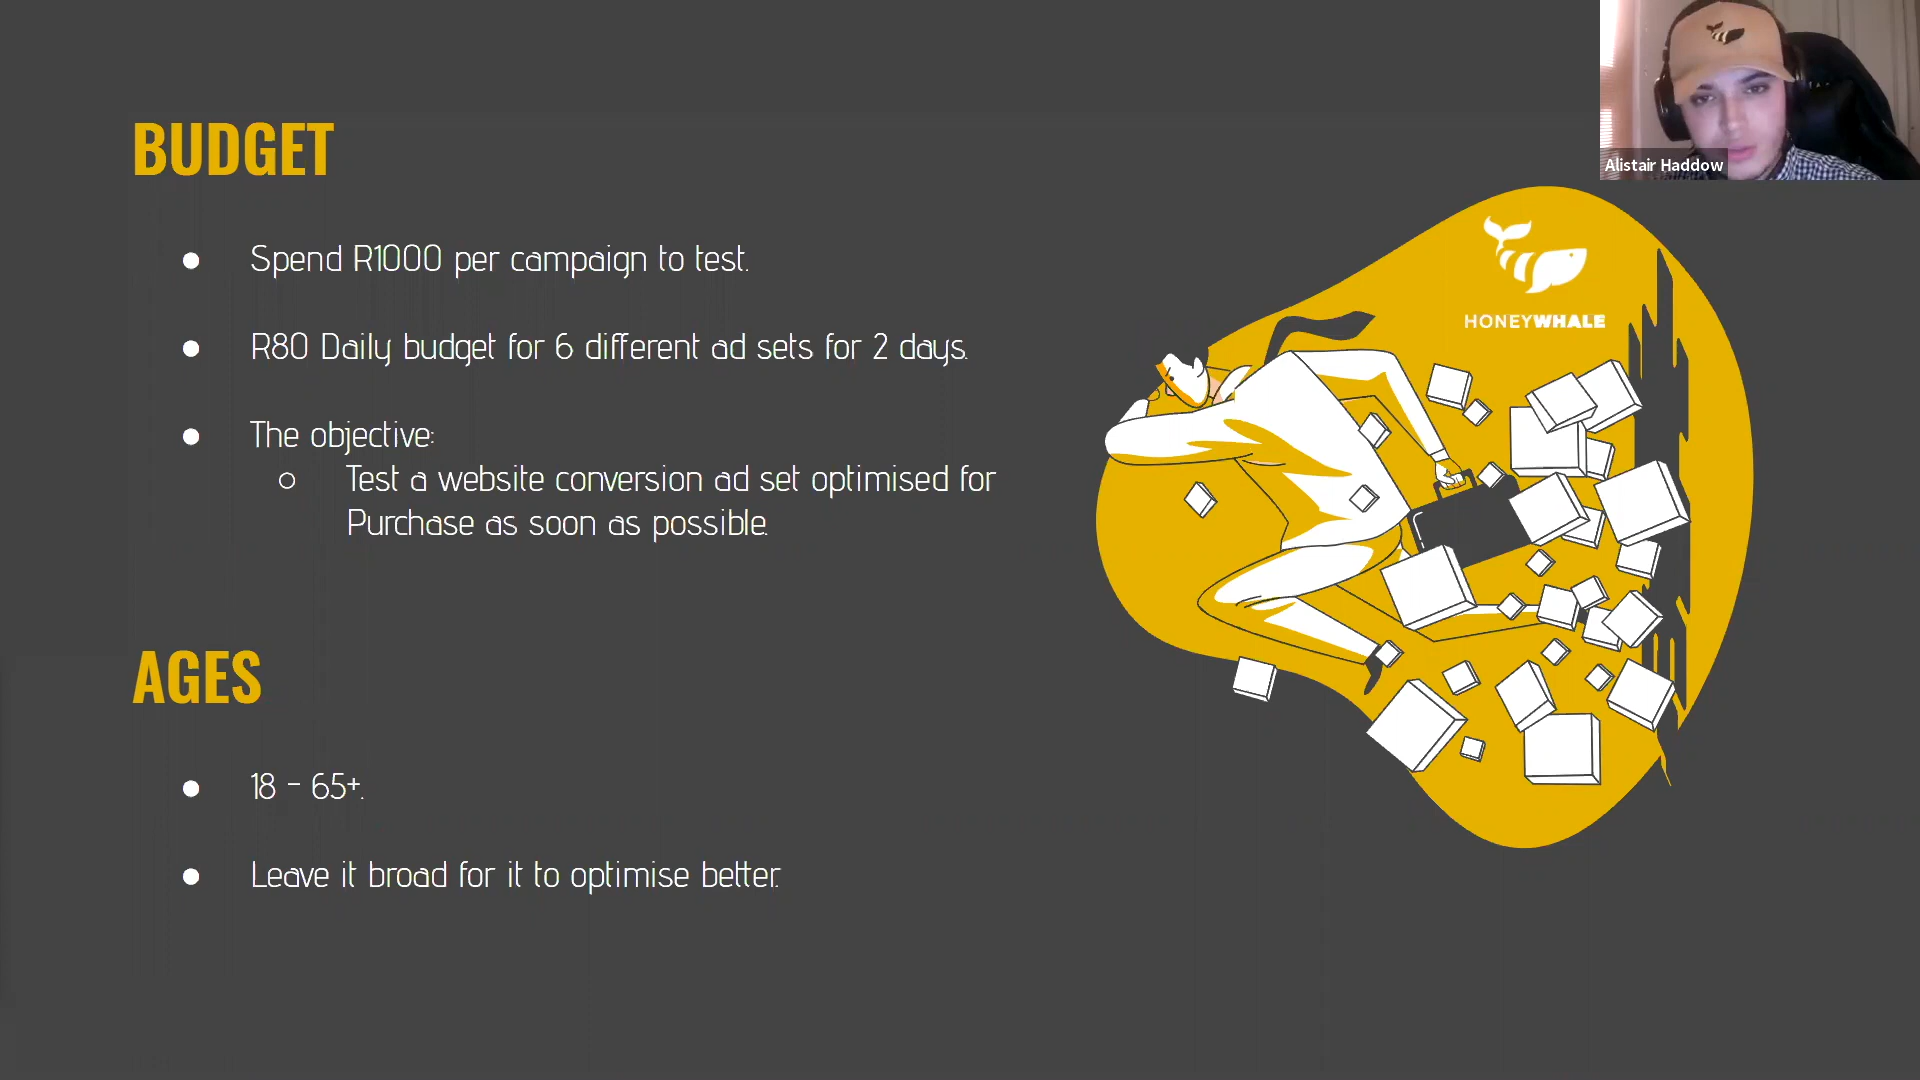 BUDGET
● Spend R1000 per campaign to test.
● R80 Daily budget for 6 different ad sets for 2 days.
● The objective:
○ Test a website conversion ad set optimised for
Purchase as soon as possible.
AGES
● 18 - 65+.
● Leave it broad for it to optimise better.
HONEYWHALE
Alistair Haddow